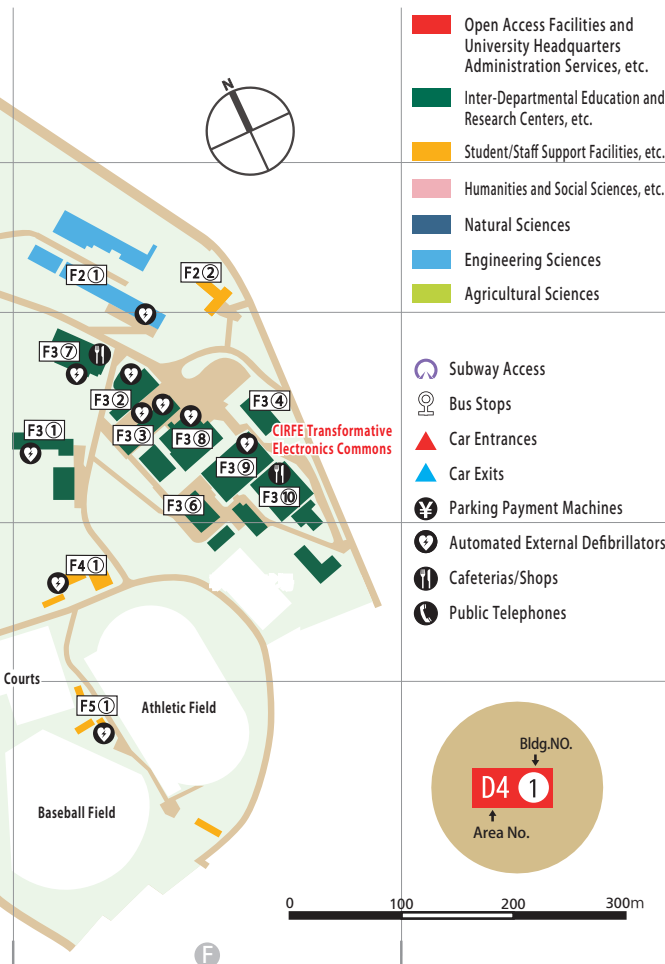 N
Open Access Facilities and
University Headquarters
Administration Services, etc.
Inter-Departmental Education and
Research Centers, etc.
Student/Staff Support Facilities, etc.
Humanities and Social Sciences, etc.
Natural Sciences
Engineering Sciences
Agricultural Sciences
F2①
F2②
F3⑦
F3②
F3④
F3①
F3③
F3⑧
CIRFE Transformative
Electronics Commons
F3⑨
F3⑩
F3⑥
Subway Access
Bus Stops
Car Entrances
Car Exits
¥ Parking Payment Machines
Automated External Defibrillators
Cafeterias/Shops
Public Telephones
F4①
Courts
F5①
Athletic Field
Baseball Field
Bldg.NO.
D4 1
Area No.
0 100 200 300m
F